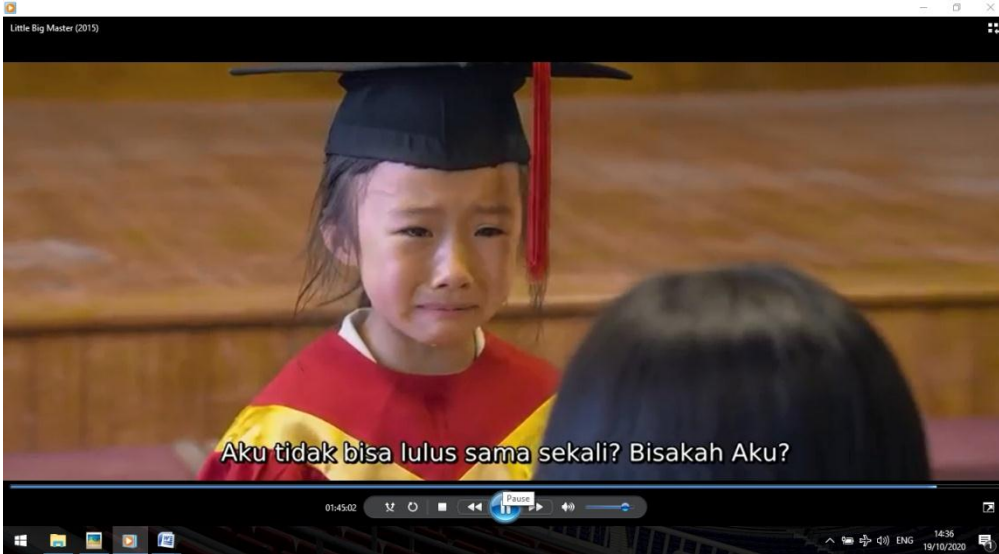 Little Big Master (2015)
Aku tidak bisa lulus sama sekali? Bisakah Aku?
Pause
01:45:02
ENG
14:36
19/10/2020